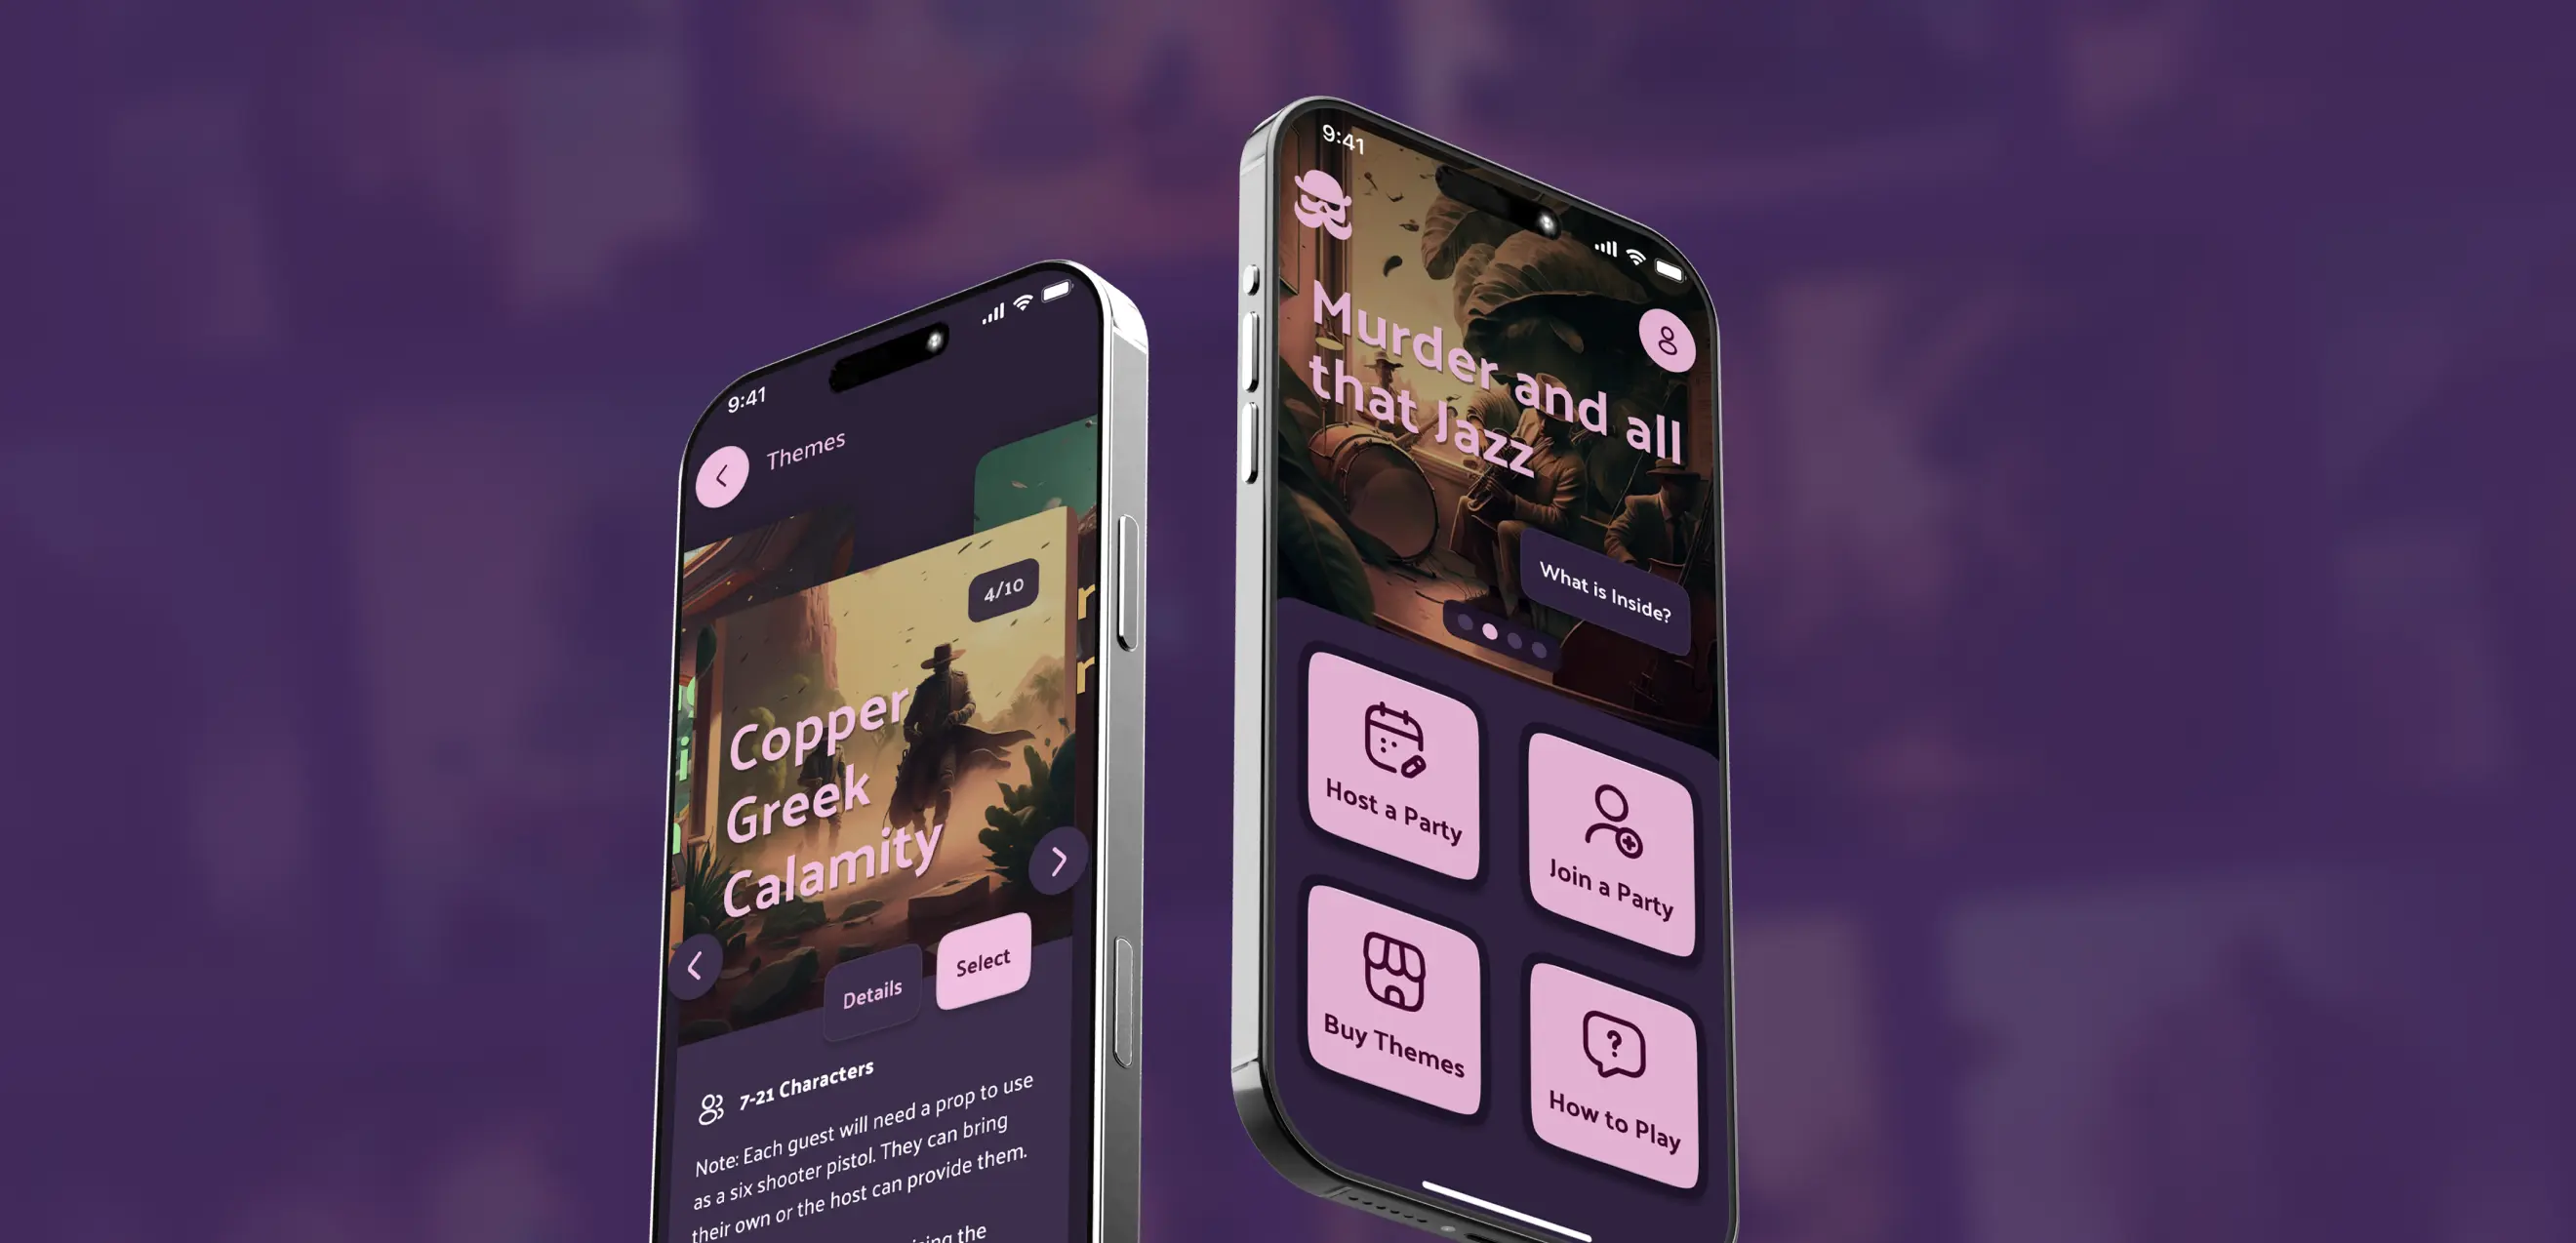 9:41
Themes
4/10
Copper
Greek
Calamity
Details
Select
7-21 Characters
Note: Each guest will need a prop to use
as a six shooter pistol. They can bring
their own or the host can provide them.
the
9:41
Murder and all
that Jazz
What is Inside?
Host a Party
Join a Party
Buy Themes
How to Play